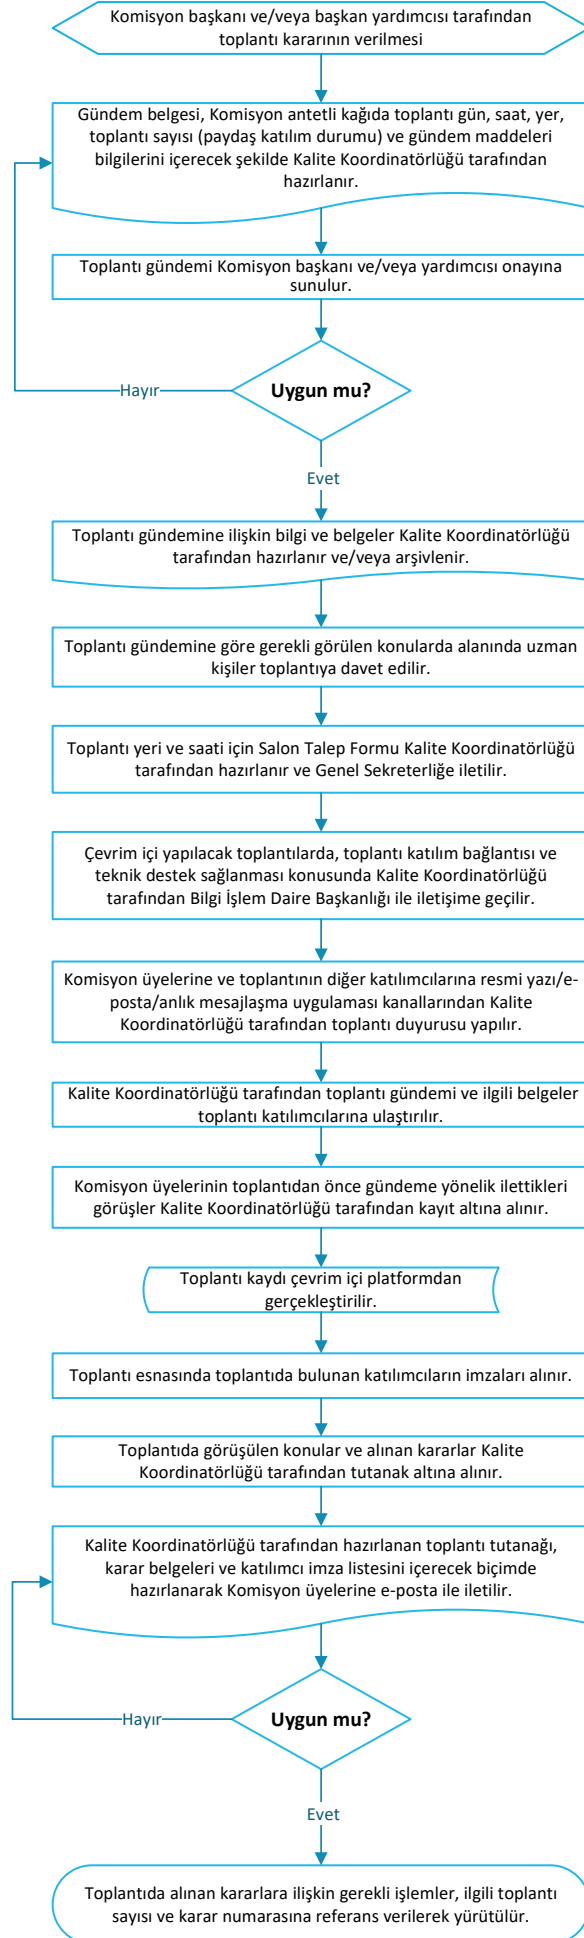 Komisyon başkanı ve/veya başkan yardımcısı tarafından
toplantı kararının verilmesi
Gündem belgesi, Komisyon antetli kağıda toplantı gün, saat, yer,
toplantı sayısı (paydaş katılım durumu) ve gündem maddeleri
bilgilerini içerecek şekilde Kalite Koordinatörlüğü tarafından
hazırlanır.
Toplantı gündemi Komisyon başkanı ve/veya yardımcısı onayına
sunulur.
Uygun mu?
Hayır
Evet
Toplantı gündemine ilişkin bilgi ve belgeler Kalite Koordinatörlüğü
tarafından hazırlanır ve/veya arşivlenir.
Toplantı gündemine göre gerekli görülen konularda alanında uzman
kişiler toplantıya davet edilir.
Toplantı yeri ve saati için Salon Talep Formu Kalite Koordinatörlüğü
tarafından hazırlanır ve Genel Sekreterliğe iletilir.
Çevrim içi yapılacak toplantılarda, toplantı katılım bağlantısı ve
teknik destek sağlanması konusunda Kalite Koordinatörlüğü
tarafından Bilgi İşlem Daire Başkanlığı ile iletişime geçilir.
Komisyon üyelerine ve toplantının diğer katılımcılarına resmi yazı/e-
posta/anlık mesajlaşma uygulaması kanallarından Kalite
Koordinatörlüğü tarafından toplantı duyurusu yapılır.
Kalite Koordinatörlüğü tarafından toplantı gündemi ve ilgili belgeler
toplantı katılımcılarına ulaştırılır.
Komisyon üyelerinin toplantıdan önce gündeme yönelik ilettikleri
görüşler Kalite Koordinatörlüğü tarafından kayıt altına alınır.
Toplantı kaydı çevrim içi platformdan
gerçekleştirilir.
Toplantı esnasında toplantıda bulunan katılımcıların imzaları alınır.
Toplantıda görüşülen konular ve alınan kararlar Kalite
Koordinatörlüğü tarafından tutanak altına alınır.
Kalite Koordinatörlüğü tarafından hazırlanan toplantı tutanağı,
karar belgeleri ve katılımcı imza listesini içerecek biçimde
hazırlanarak Komisyon üyelerine e-posta ile iletilir.
Uygun mu?
Hayır
Evet
Toplantıda alınan kararlara ilişkin gerekli işlemler, ilgili toplantı
sayısı ve karar numarasına referans verilerek yürütülür.